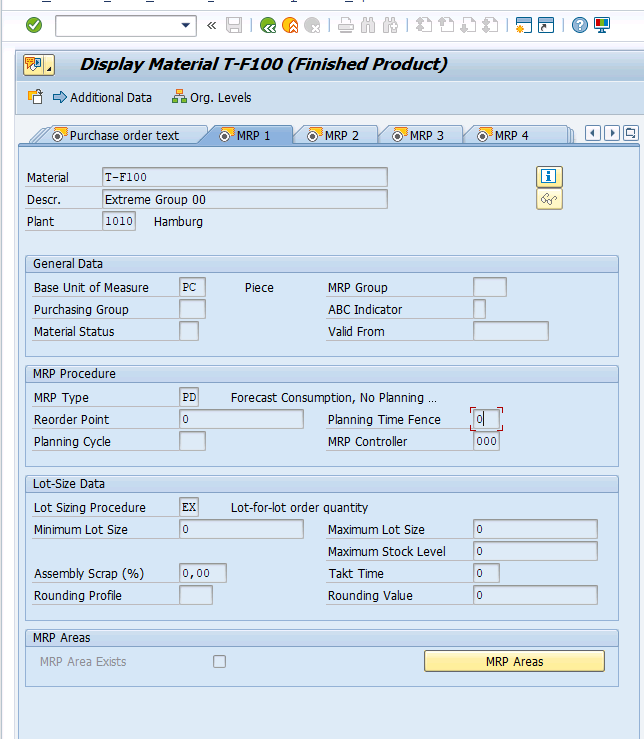 Display Material T-F100 (Finished Product)
Additional Data Org. Levels
Purchase order text MRP 1 MRP 2 MRP 3 MRP 4
Material T-F100
Descr. Extreme Group 00
Plant 1010 Hamburg
General Data
Base Unit of Measure PC Piece MRP Group
Purchasing Group ABC Indicator
Material Status Valid From
MRP Procedure
MRP Type PD Forecast Consumption, No Planning ...
Reorder Point 0 Planning Time Fence 0
Planning Cycle MRP Controller 000
Lot-Size Data
Lot Sizing Procedure EX Lot-for-lot order quantity
Minimum Lot Size 0 Maximum Lot Size 0
Maximum Stock Level 0
Assembly Scrap (%) 0,00 Takt Time 0
Rounding Profile Rounding Value 0
MRP Areas
MRP Area Exists MRP Areas